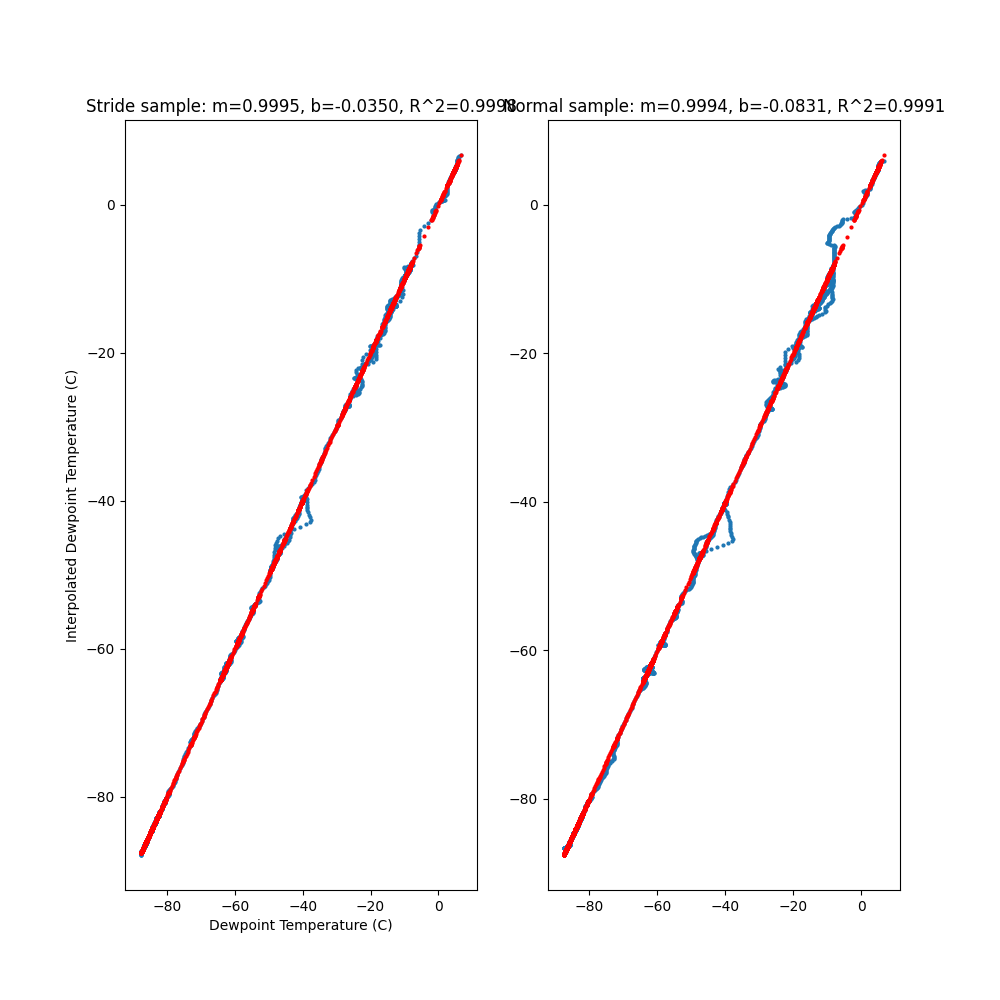 Stride sample: m=0.9995, b=-0.0350, R^2=0.9998
Normal sample: m=0.9994, b=-0.0831, R^2=0.9991
Interpolated Dewpoint Temperature (C)
0
−20
−40
−60
−80
−80 −60 −40 −20 0
Dewpoint Temperature (C)
0
−20
−40
−60
−80
−80 −60 −40 −20 0